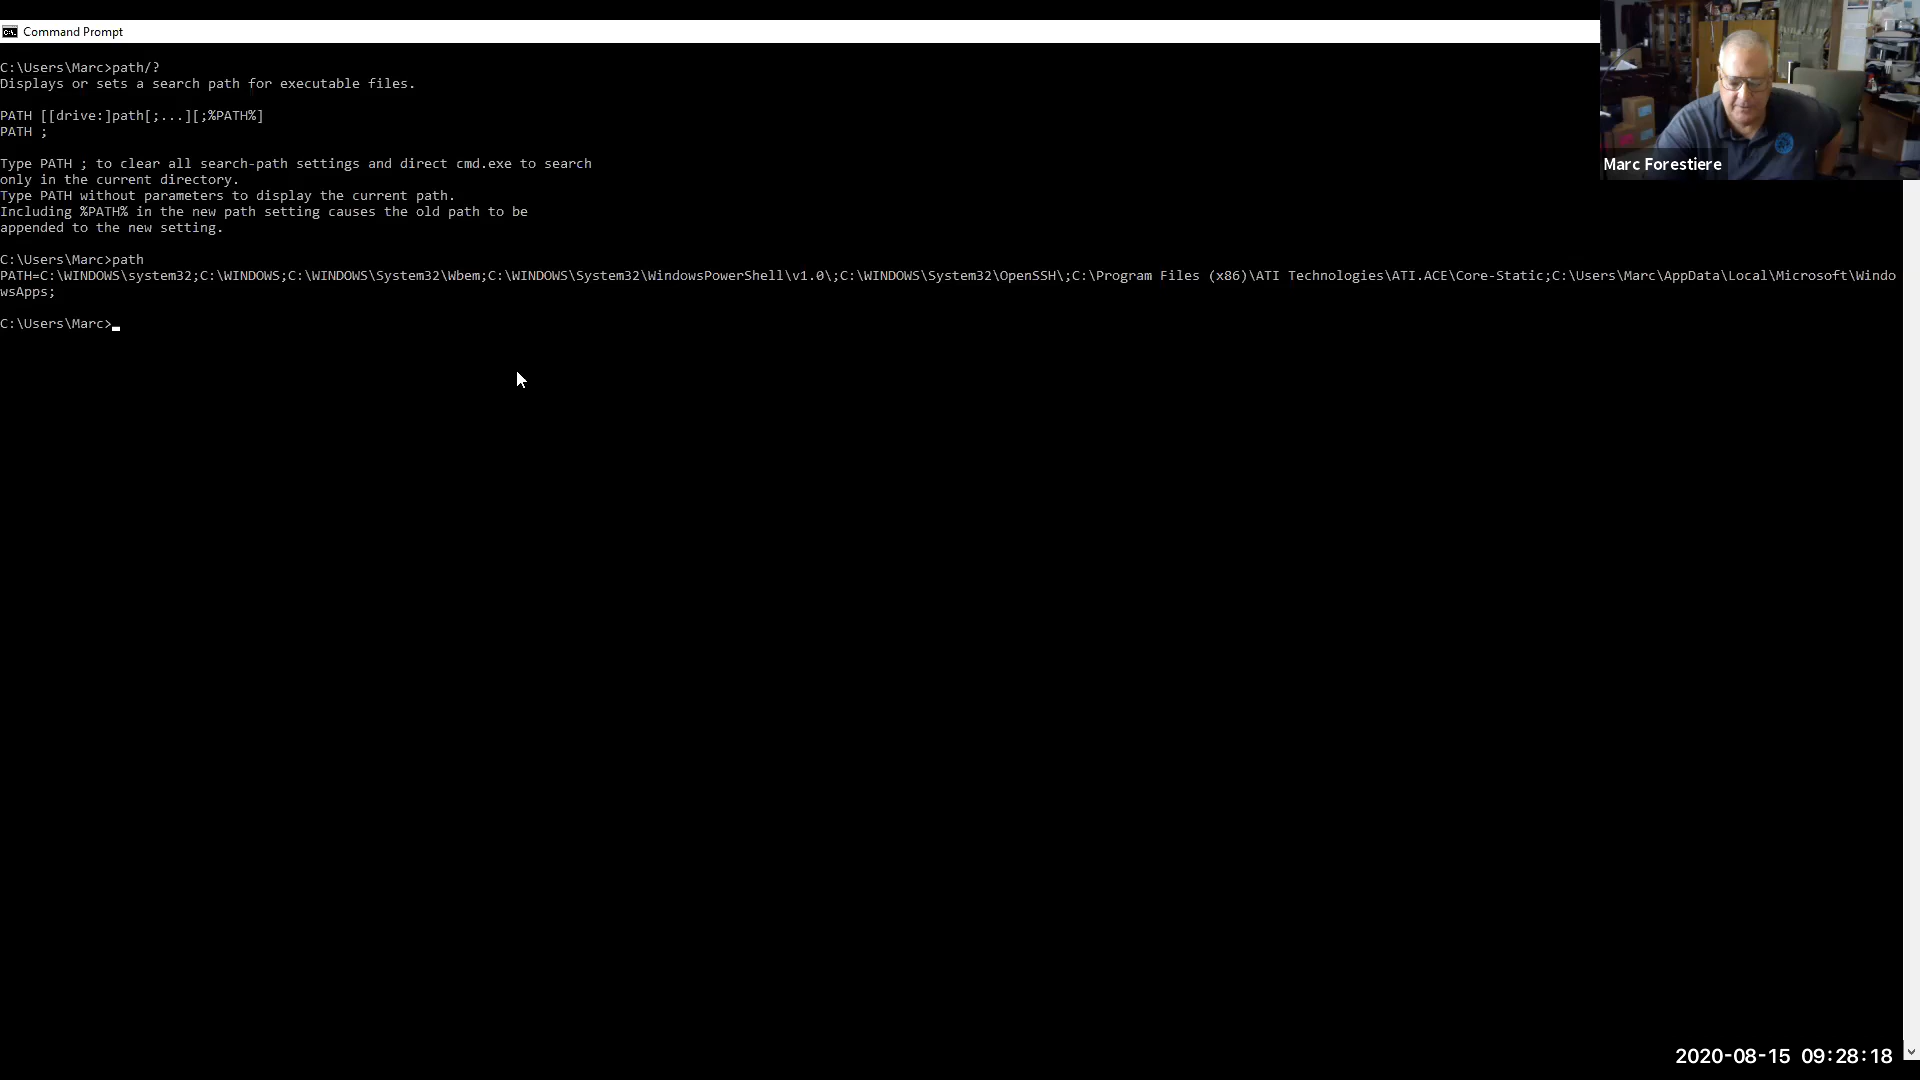 Command Prompt
C:\Users\Marc>path/?
Displays or sets a search path for executable files.
PATH [[drive:]path[;...][;%PATH%]
PATH ;
Type PATH ; to clear all search-path settings and direct cmd.exe to search
only in the current directory.
Type PATH without parameters to display the current path.
Including %PATH% in the new path setting causes the old path to be
appended to the new setting.
C:\Users\Marc>path
PATH=C:\WINDOWS\system32;C:\WINDOWS;C:\WINDOWS\System32\Wbem;C:\WINDOWS\System32\WindowsPowerShell\v1.0\;C:\WINDOWS\System32\OpenSSH\;C:\Program Files (x86)\ATI Technologies\ATI.ACE\Core-Static;C:\Users\Marc\AppData\Local\Microsoft\Windo
wsApps;
C:\Users\Marc>
Marc Forestiere
2020-08-15 09:28:18